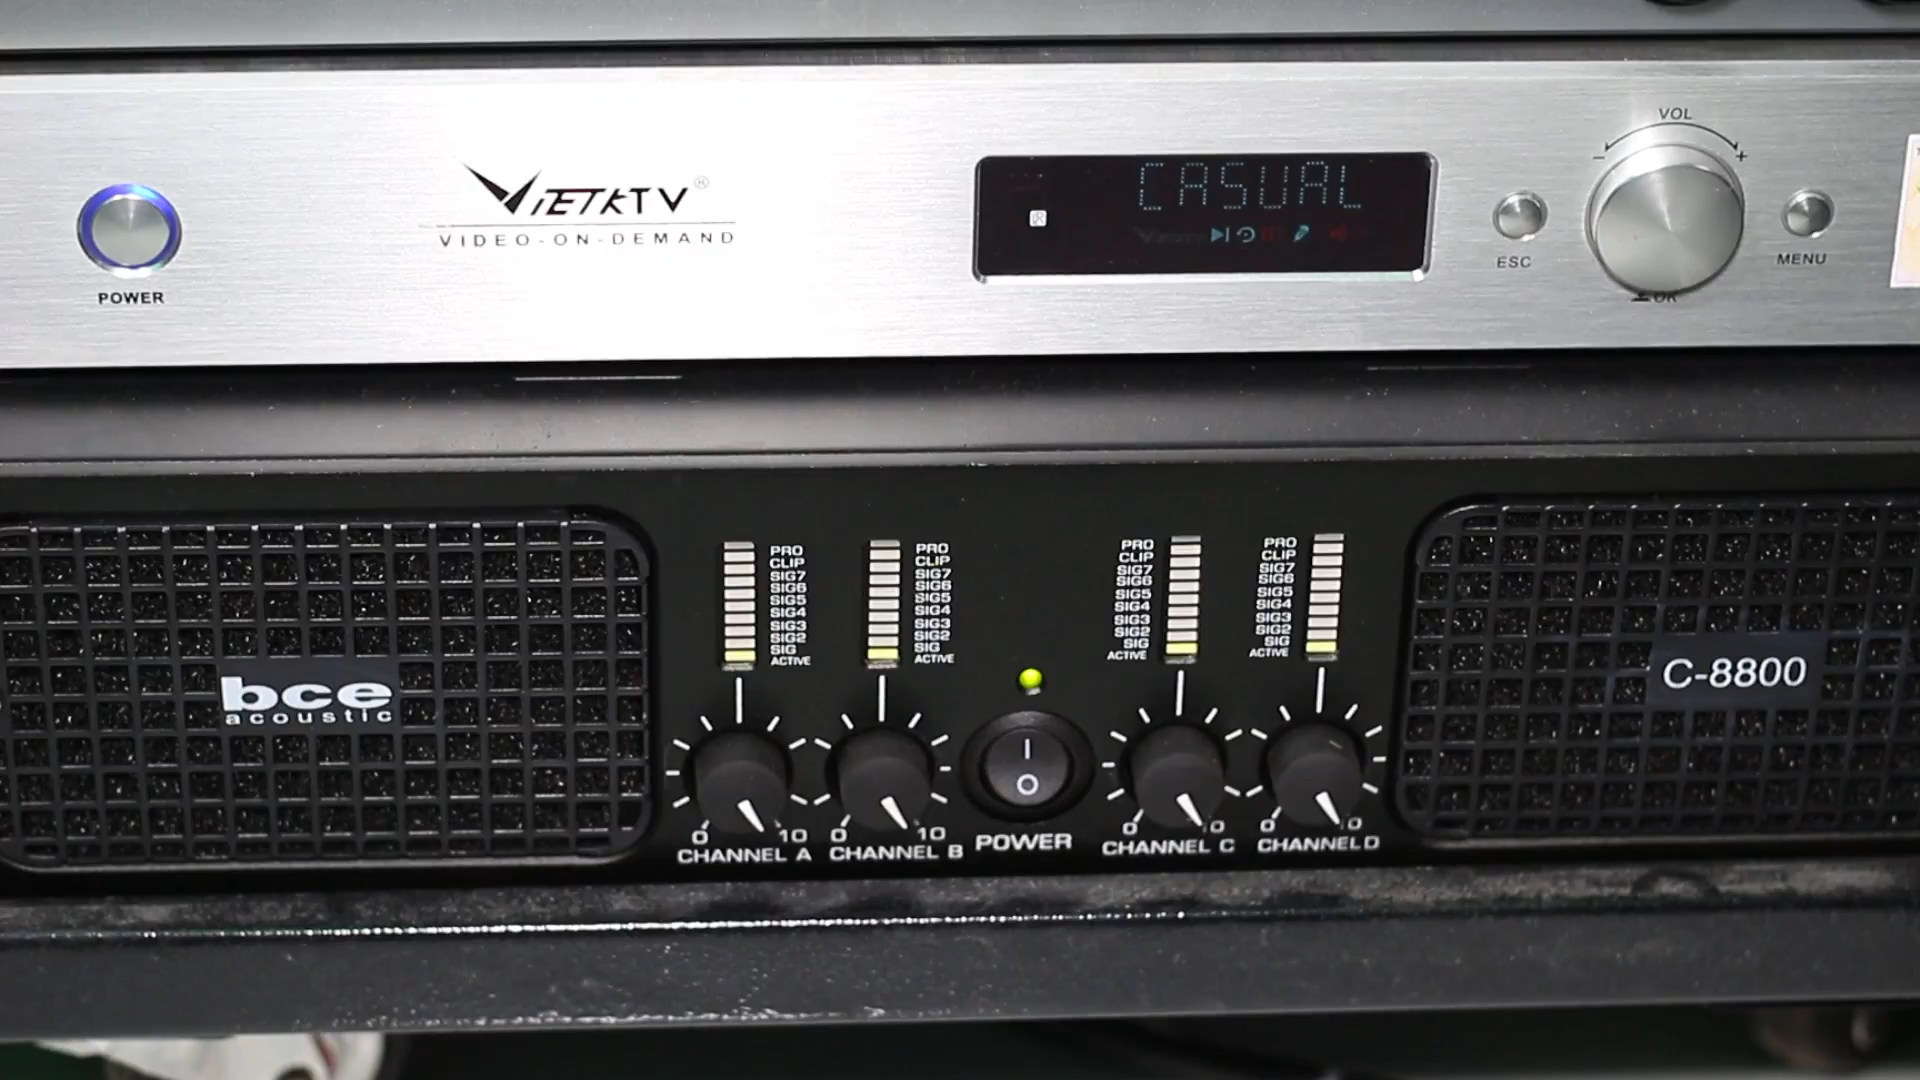 VOL
- +
VIETKTV®
VIDEO-ON-DEMAND
CASUAL
POWER
ESC
OK
MENU
PRO
CLIP
SIG7
SIG6
SIG5
SIG4
SIG3
SIG2
SIG
ACTIVE
PRO
CLIP
SIG7
SIG6
SIG5
SIG4
SIG3
SIG2
SIG
ACTIVE
PRO
CLIP
SIG7
SIG6
SIG5
SIG4
SIG3
SIG2
SIG
ACTIVE
PRO
CLIP
SIG7
SIG6
SIG5
SIG4
SIG3
SIG2
SIG
ACTIVE
bce
acoustic
C-8800
0 10
CHANNEL A
0 10
CHANNEL B
I
O
POWER
0 10
CHANNEL C
0 10
CHANNEL D